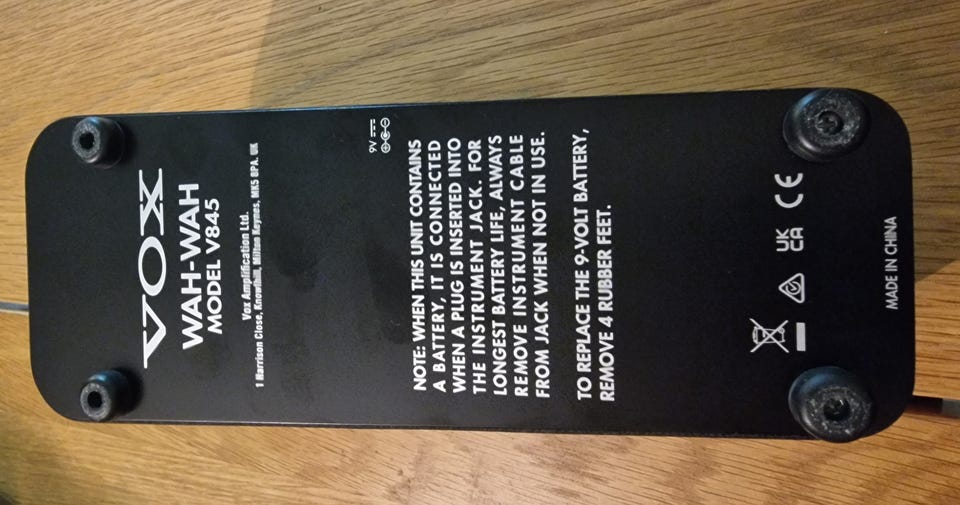 VOX
WAH-WAH
MODEL V845
Vox Amplification Ltd.
1 Harrison Close, Knowlhill, Milton Keynes, MK5 8PA. UK
9V
NOTE: WHEN THIS UNIT CONTAINS
A BATTERY, IT IS CONNECTED
WHEN A PLUG IS INSERTED INTO
THE INSTRUMENT JACK. FOR
LONGEST BATTERY LIFE, ALWAYS
REMOVE INSTRUMENT CABLE
FROM JACK WHEN NOT IN USE.
TO REPLACE THE 9-VOLT BATTERY,
REMOVE 4 RUBBER FEET.
UK
CA
CE
MADE IN CHINA